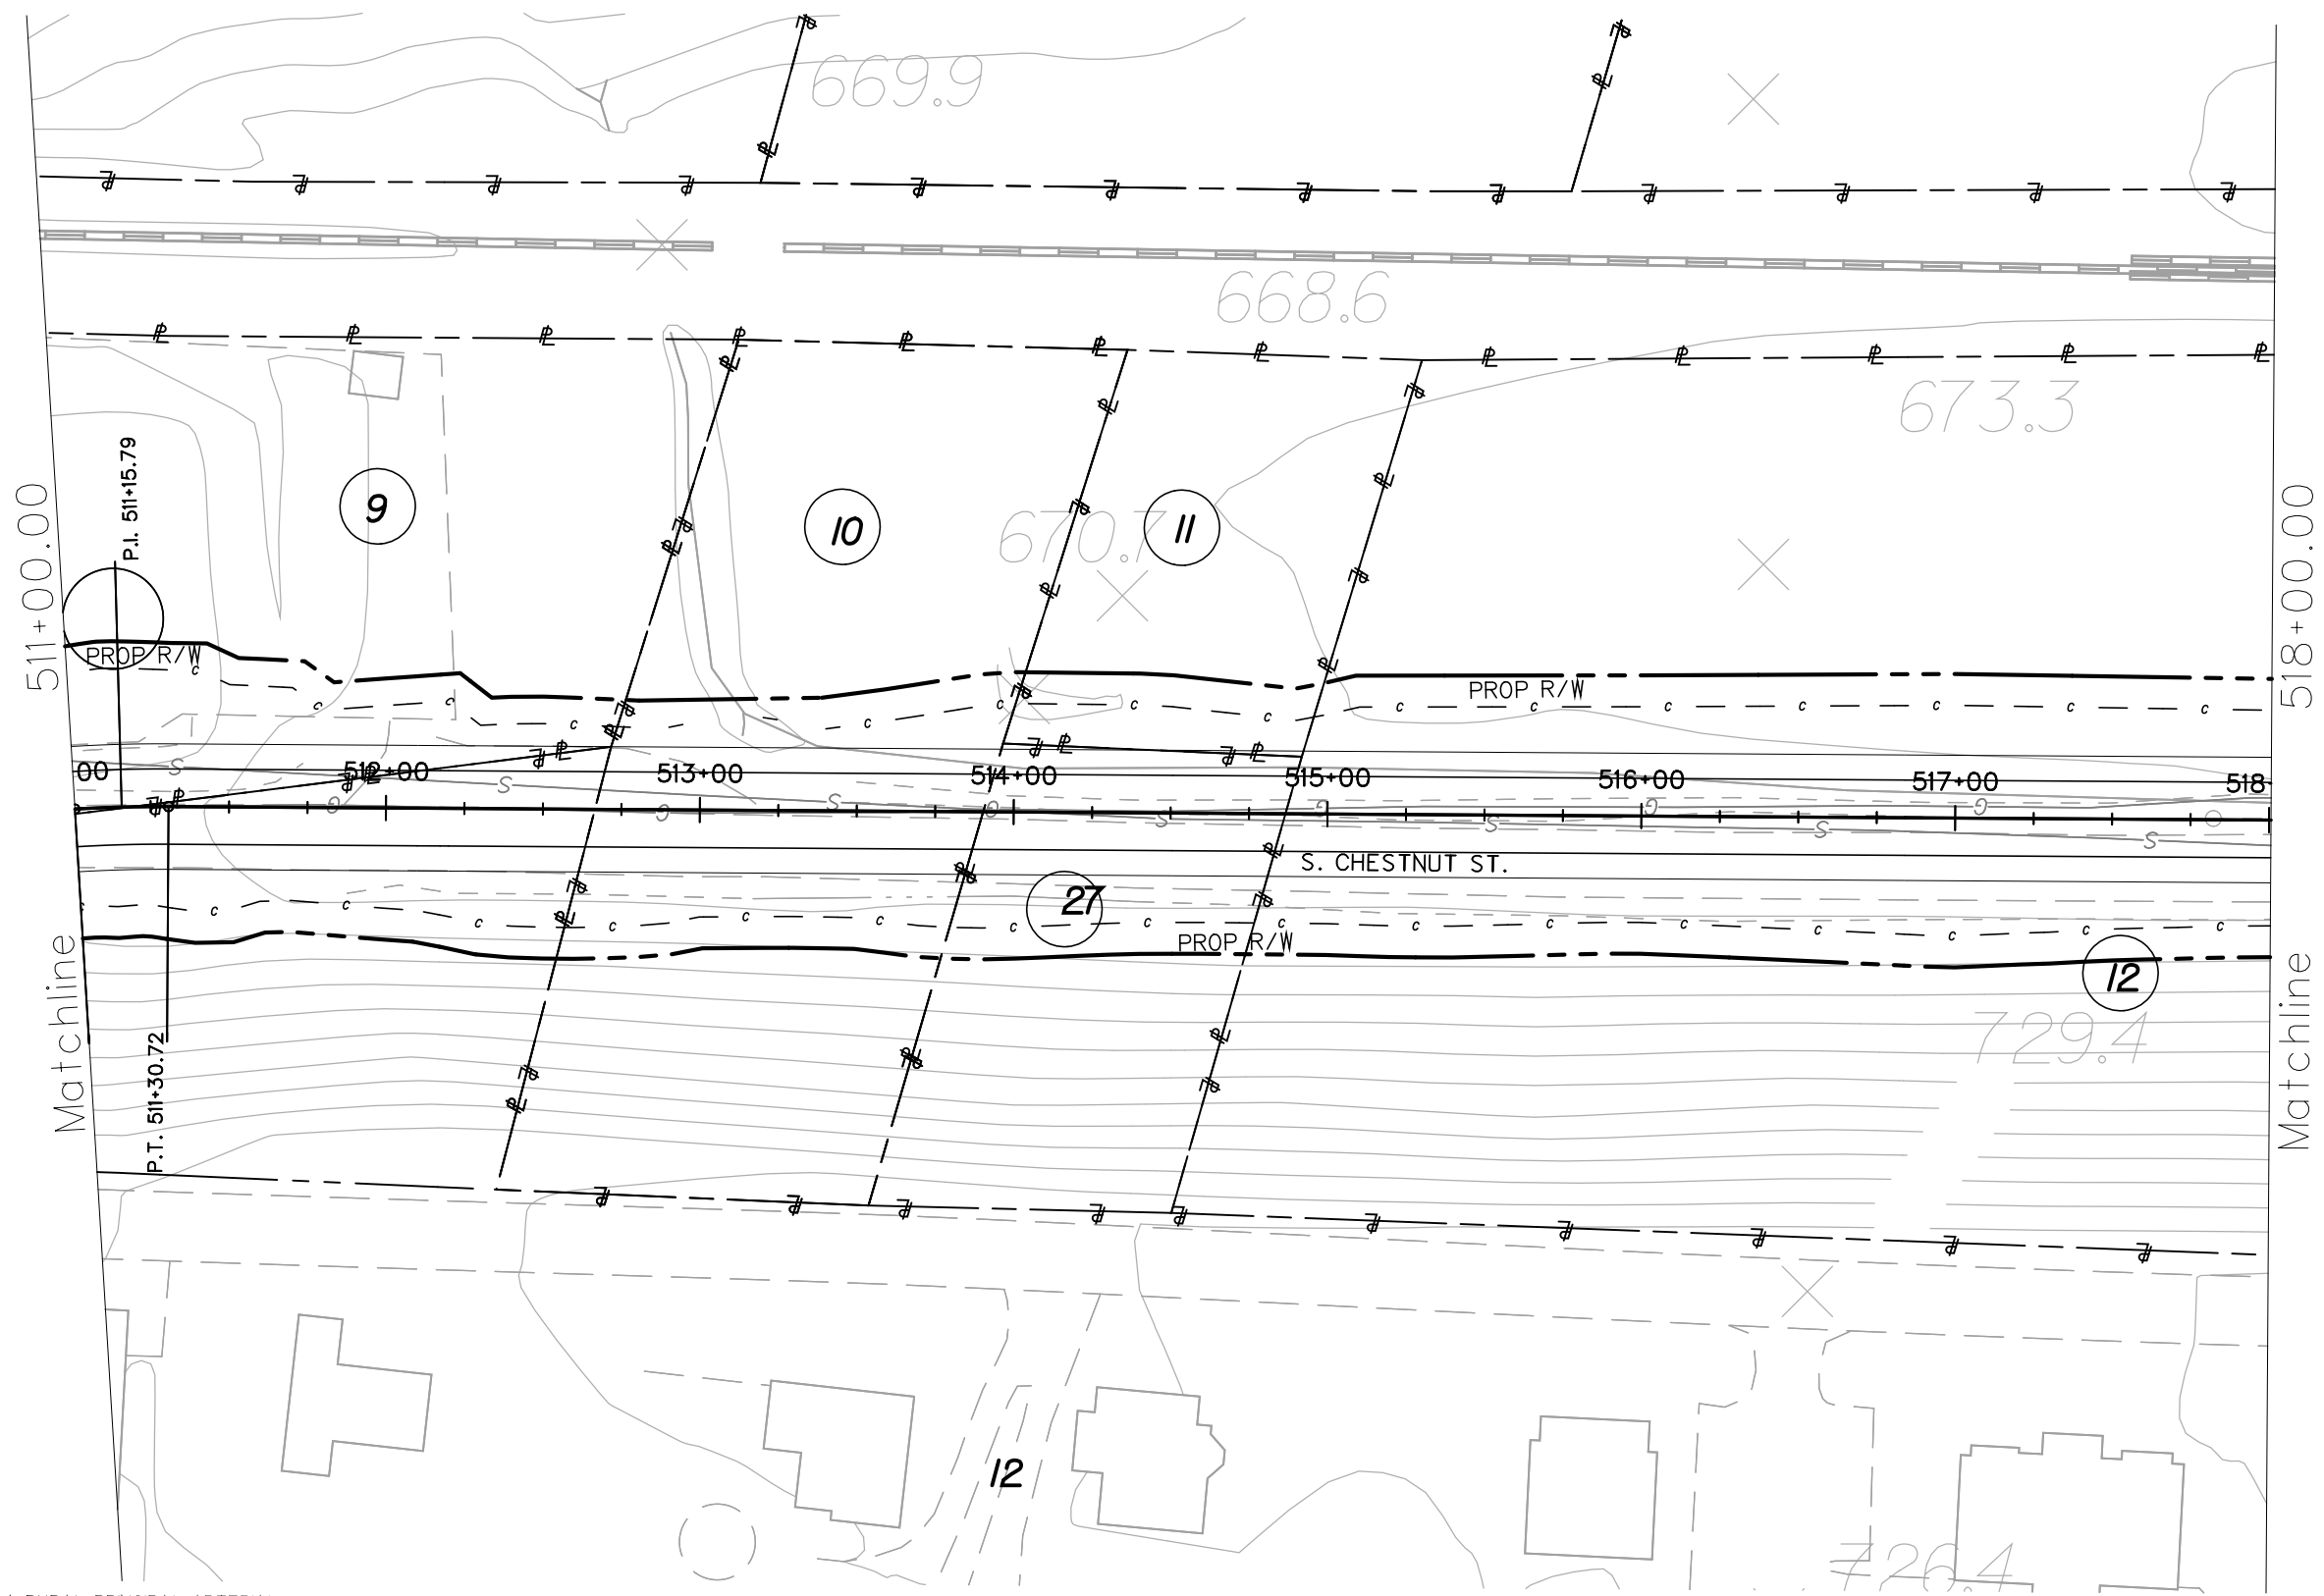 669.9
668.6
673.3
P.I. 511+15.79
9
10
670.7
11
511+00.00
518+00.00
PROP R/W
PROP R/W
00
512+00
513+00
514+00
515+00
516+00
517+00
518
S. CHESTNUT ST.
27
PROP R/W
12
Matchline
Matchline
729.4
P.T. 511+30.72
12
726.4